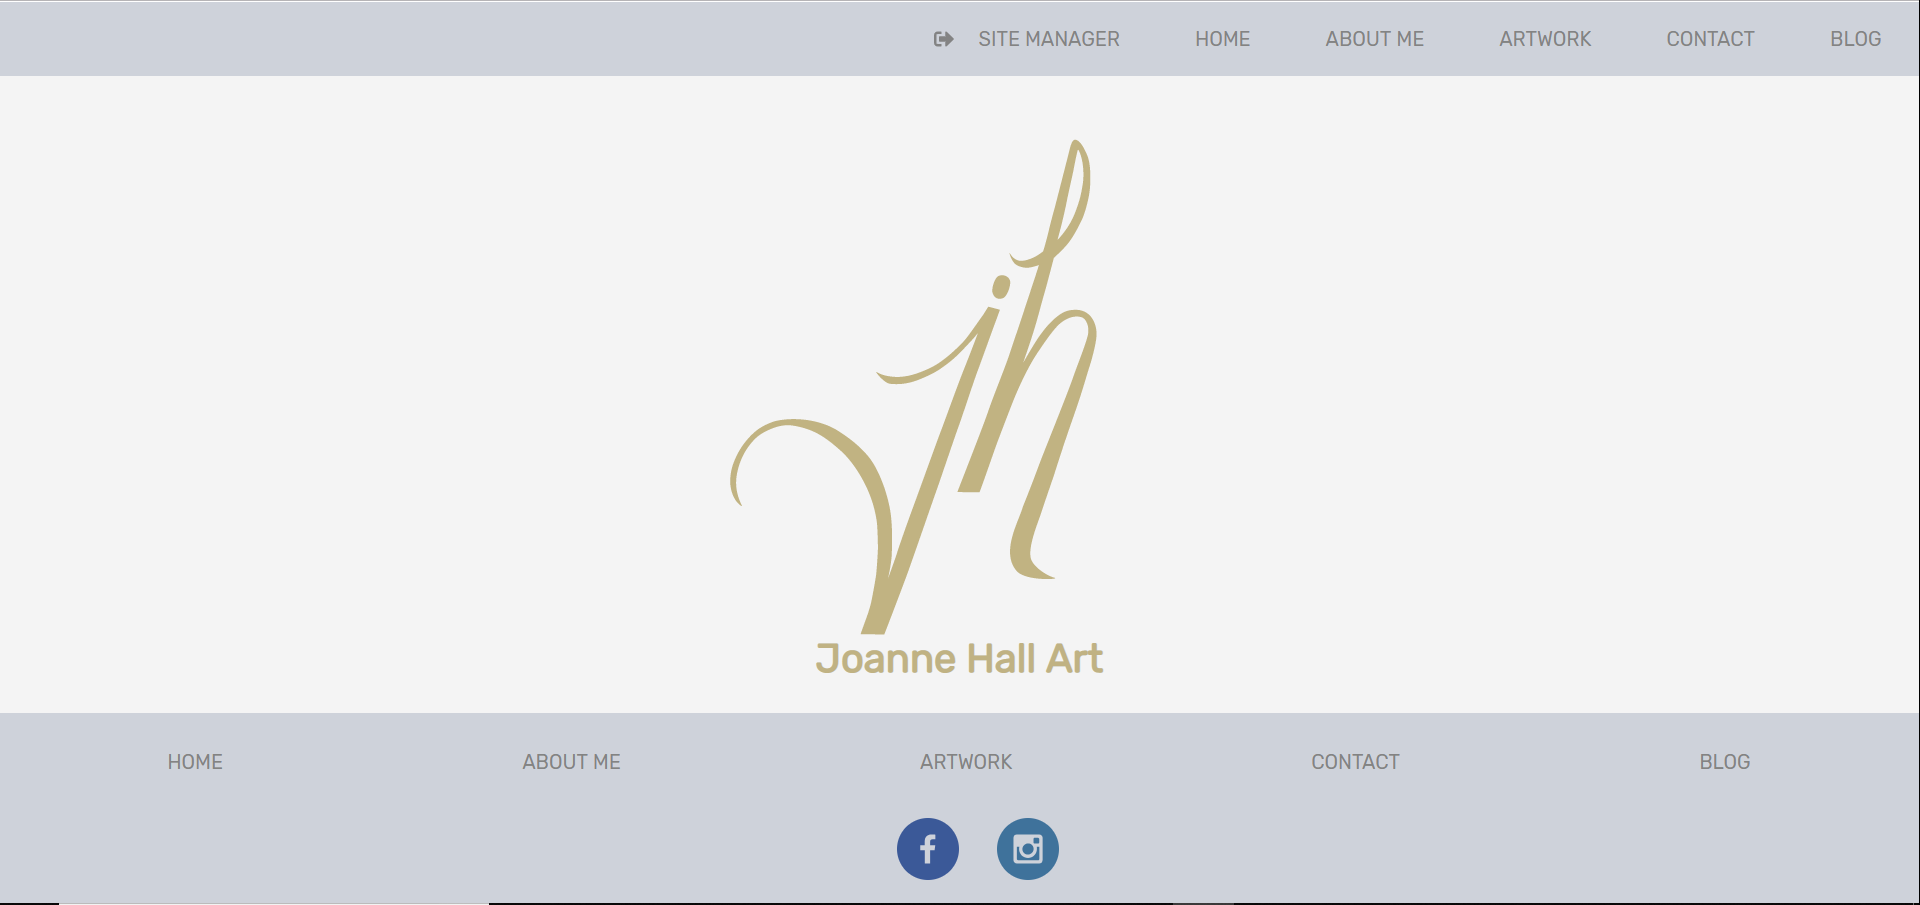 SITE MANAGER HOME ABOUT ME ARTWORK CONTACT BLOG
jh
Joanne Hall Art
HOME ABOUT ME ARTWORK CONTACT BLOG